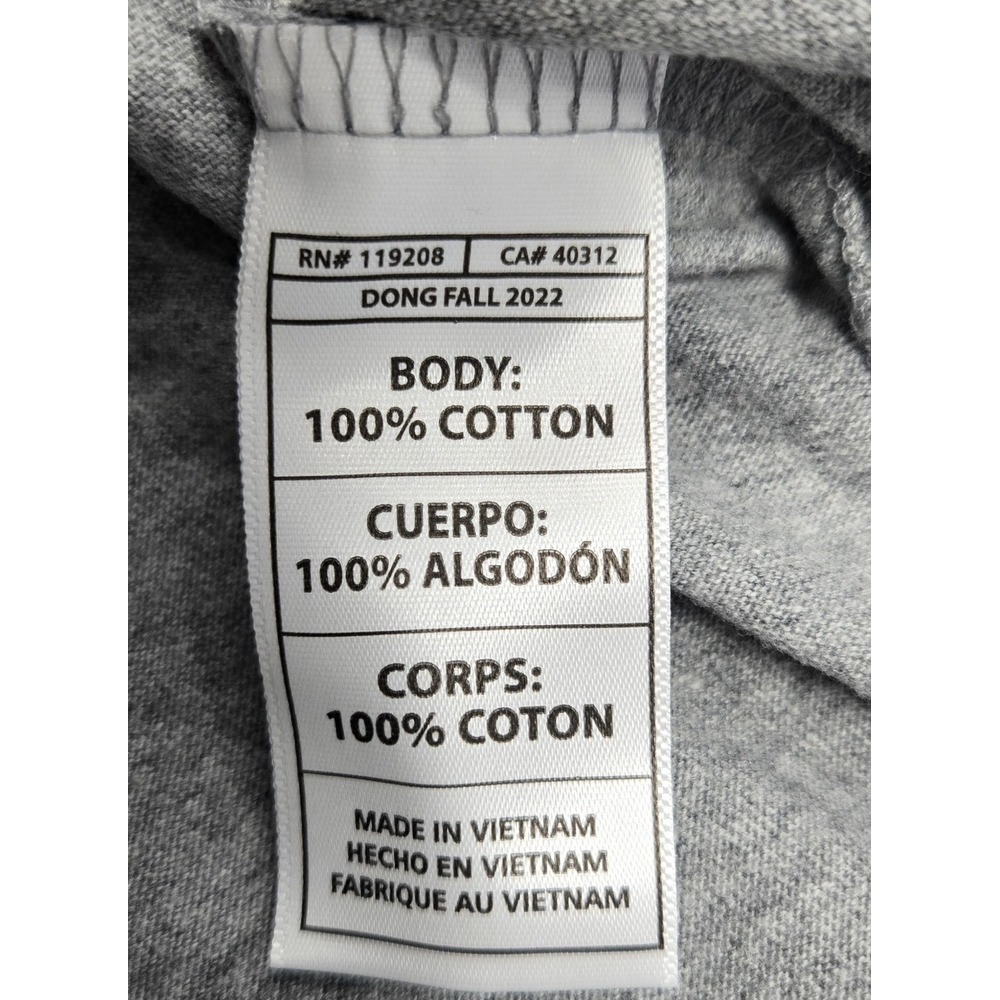 RN# 119208 CA# 40312
DONG FALL 2022
BODY:
100% COTTON
CUERPO:
100% ALGODÓN
CORPS:
100% COTON
MADE IN VIETNAM
HECHO EN VIETNAM
FABRIQUE AU VIETNAM